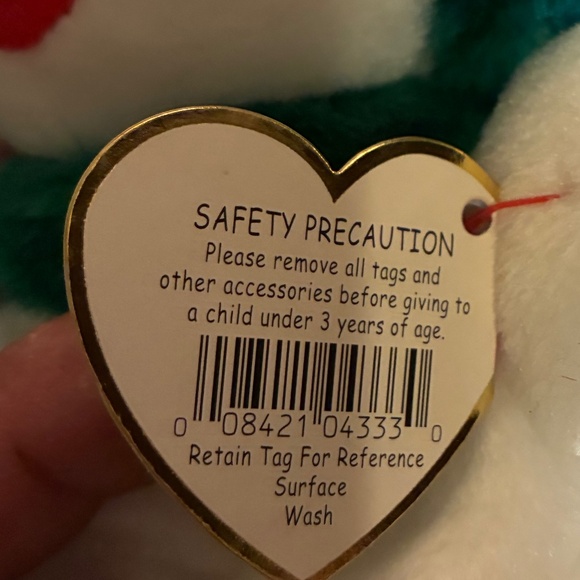 SAFETY PRECAUTION
Please remove all tags and
other accessories before giving to
a child under 3 years of age.
0 08421 04333 0
Retain Tag For Reference
Surface
Wash